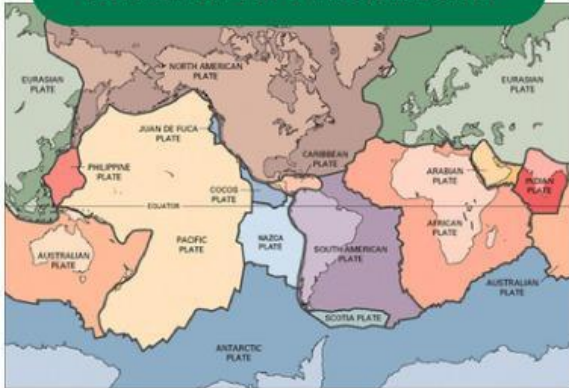 NORTH AMERICAN
PLATE
EURASIAN
PLATE
EURASIAN
PLATE
JUAN DE FUCA
PLATE
CARIBBEAN
PLATE
PHILIPPINE
PLATE
ARABIAN
PLATE
INDIAN
PLATE
COCOS
PLATE
EQUATOR
AUSTRALIAN
PLATE
PACIFIC
PLATE
NAZCA
PLATE
SOUTH AMERICAN
PLATE
AFRICAN
PLATE
AUSTRALIAN
PLATE
SCOTIA PLATE
ANTARCTIC
PLATE